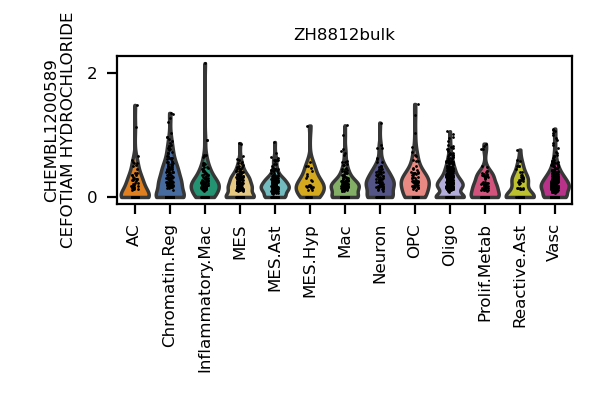 ZH8812bulk
CHEMBL1200589
CEFOTIAM HYDROCHLORIDE
2
0
AC
Chromatin.Reg
Inflammatory.Mac
MES
MES.Ast
MES.Hyp
Mac
Neuron
OPC
Oligo
Prolif.Metab
Reactive.Ast
Vasc